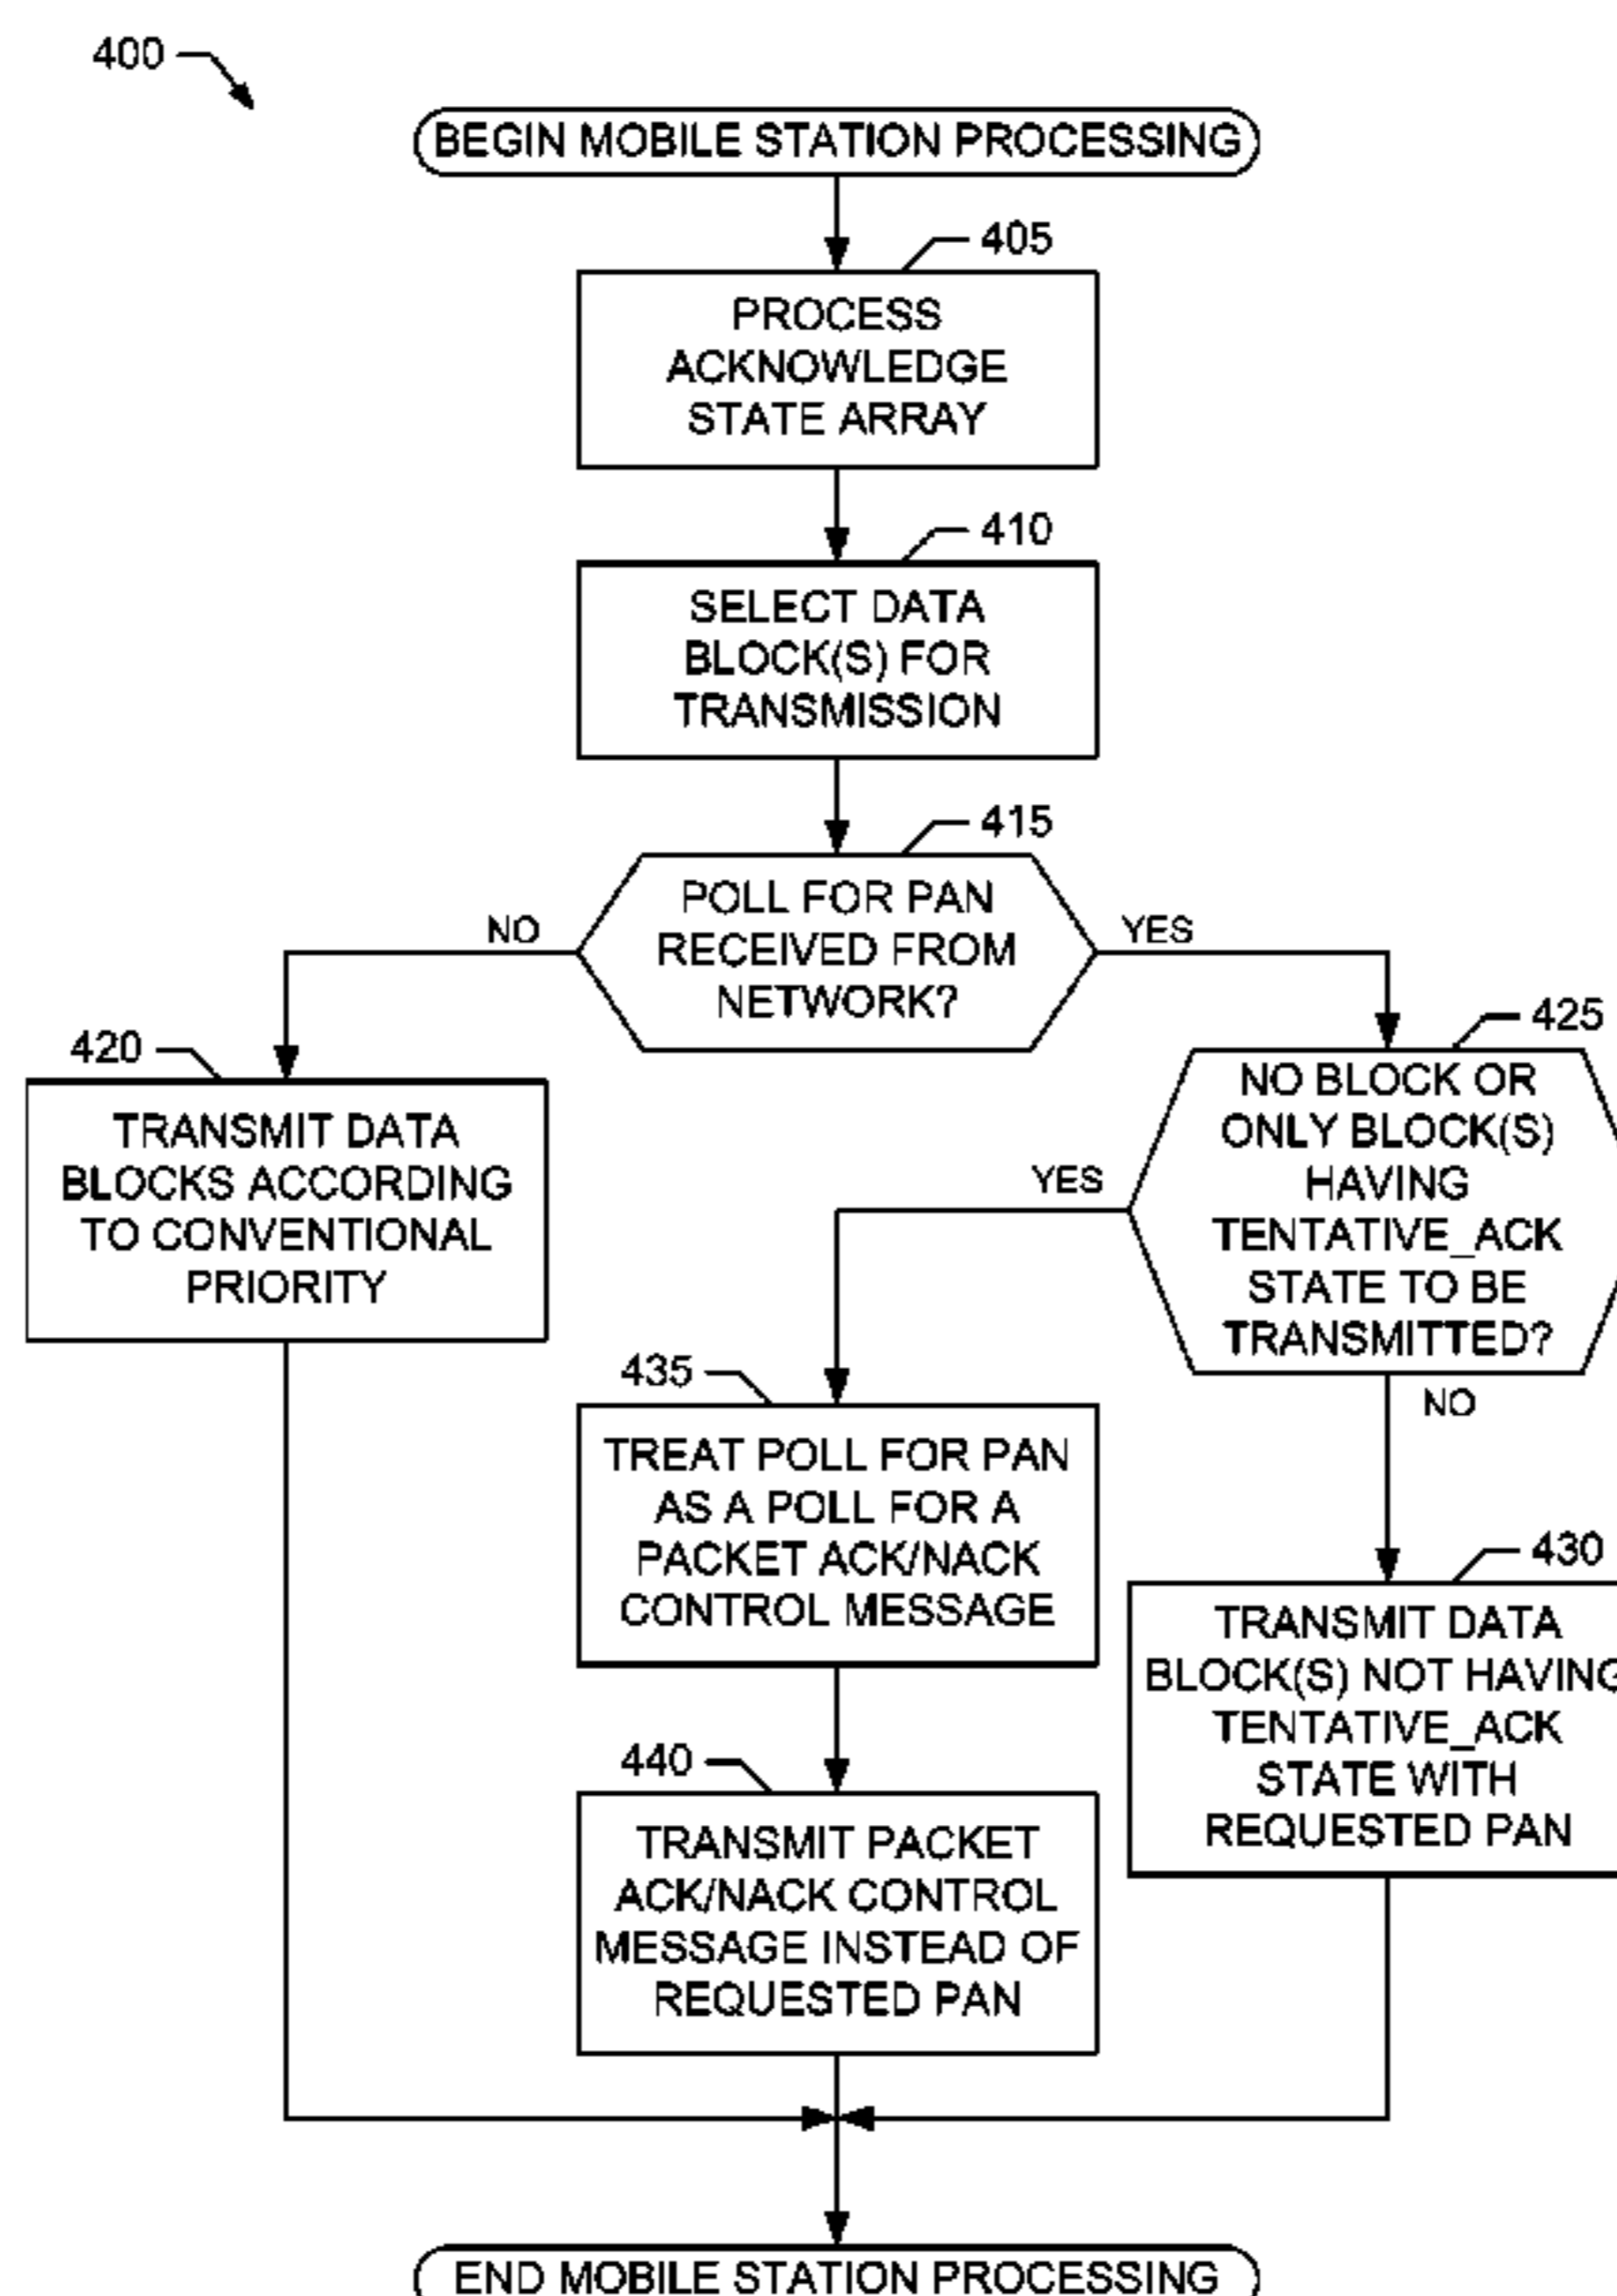 400
BEGIN MOBILE STATION PROCESSING
405
PROCESS
ACKNOWLEDGE
STATE ARRAY
410
SELECT DATA
BLOCK(S) FOR
TRANSMISSION
415
POLL FOR PAN
RECEIVED FROM
NETWORK?
NO
YES
420
TRANSMIT DATA
BLOCKS ACCORDING
TO CONVENTIONAL
PRIORITY
425
NO BLOCK OR
ONLY BLOCK(S)
HAVING
TENTATIVE_ACK
STATE TO BE
TRANSMITTED?
YES
NO
435
TREAT POLL FOR PAN
AS A POLL FOR A
PACKET ACK/NACK
CONTROL MESSAGE
430
TRANSMIT DATA
BLOCK(S) NOT HAVING
TENTATIVE_ACK
STATE WITH
REQUESTED PAN
440
TRANSMIT PACKET
ACK/NACK CONTROL
MESSAGE INSTEAD OF
REQUESTED PAN
END MOBILE STATION PROCESSING